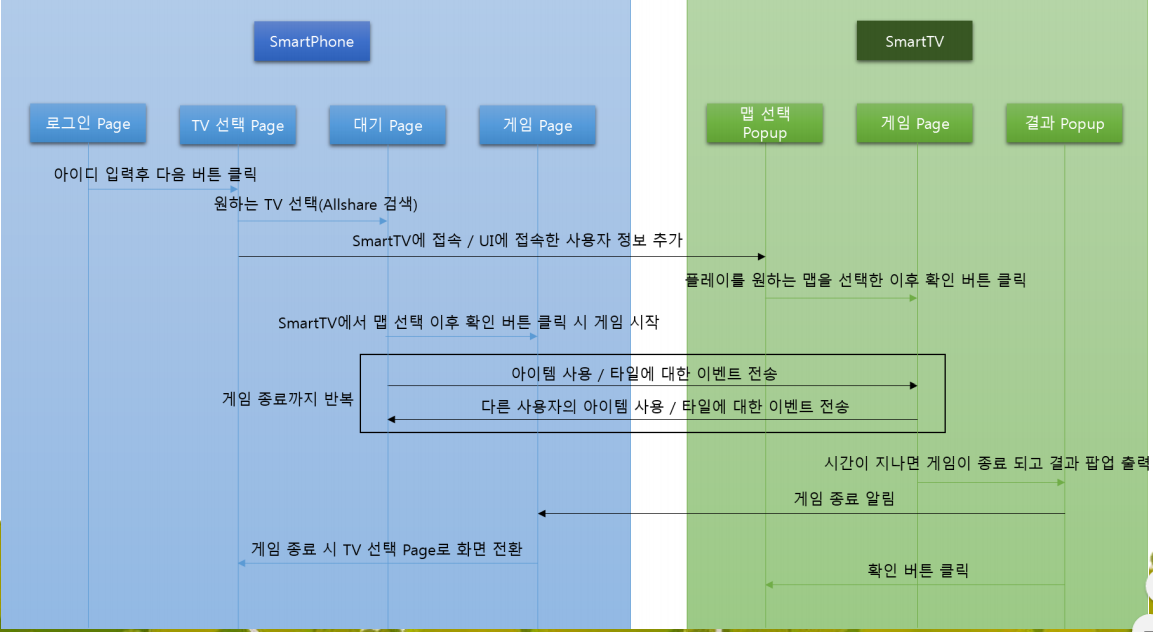 SmartPhone
SmartTV
로그인 Page
TV 선택 Page
대기 Page
게임 Page
맵 선택
Popup
게임 Page
결과 Popup
아이디 입력후 다음 버튼 클릭
원하는 TV 선택(Allshare 검색)
SmartTV에 접속 / UI에 접속한 사용자 정보 추가
플레이를 원하는 맵을 선택한 이후 확인 버튼 클릭
SmartTV에서 맵 선택 이후 확인 버튼 클릭 시 게임 시작
아이템 사용 / 타일에 대한 이벤트 전송
게임 종료까지 반복
다른 사용자의 아이템 사용 / 타일에 대한 이벤트 전송
시간이 지나면 게임이 종료 되고 결과 팝업 출력
게임 종료 알림
게임 종료 시 TV 선택 Page로 화면 전환
확인 버튼 클릭